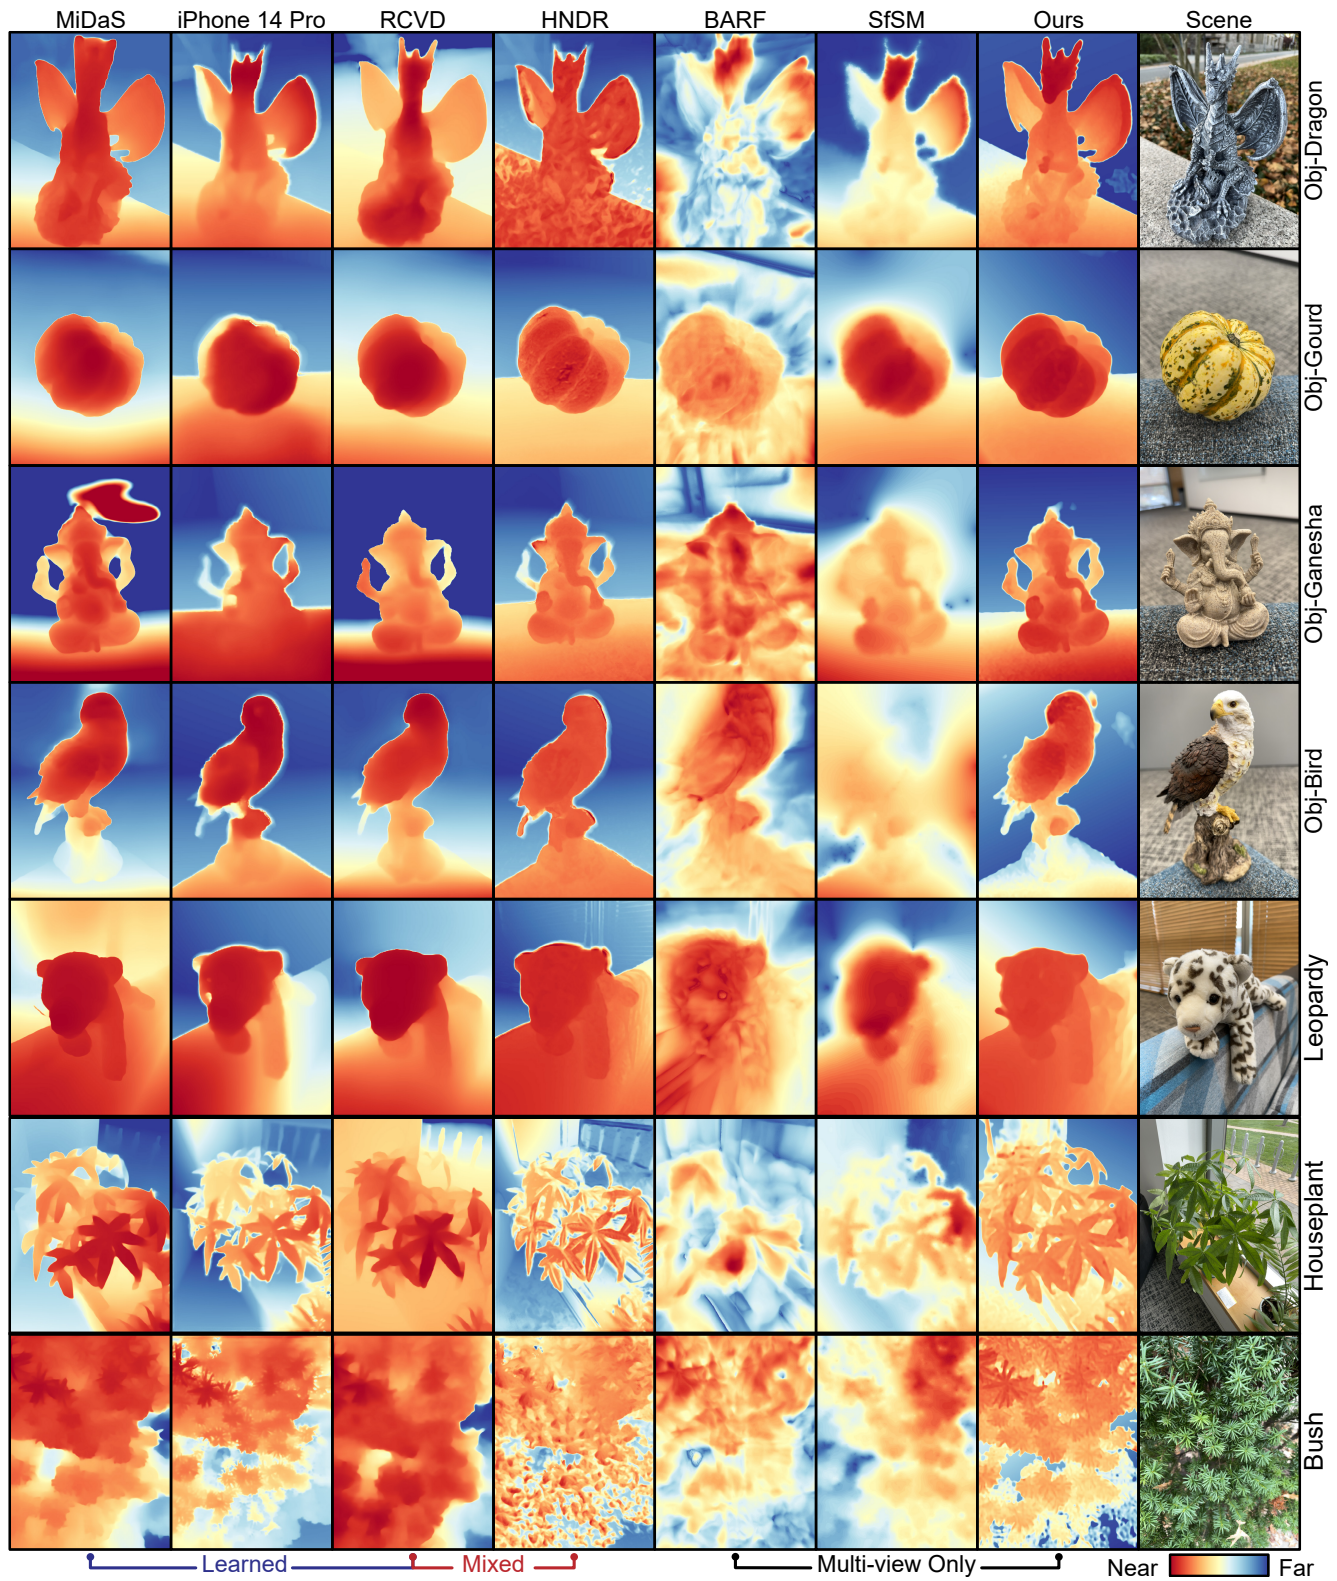 MiDaS iPhone 14 Pro RCVD HNDR BARF SfSM Ours Scene
Obj-Dragon
Obj-Gourd
Obj-Ganesha
Obj-Bird
Leopardy
Houseplant
Bush
Learned Mixed Multi-view Only Near Far